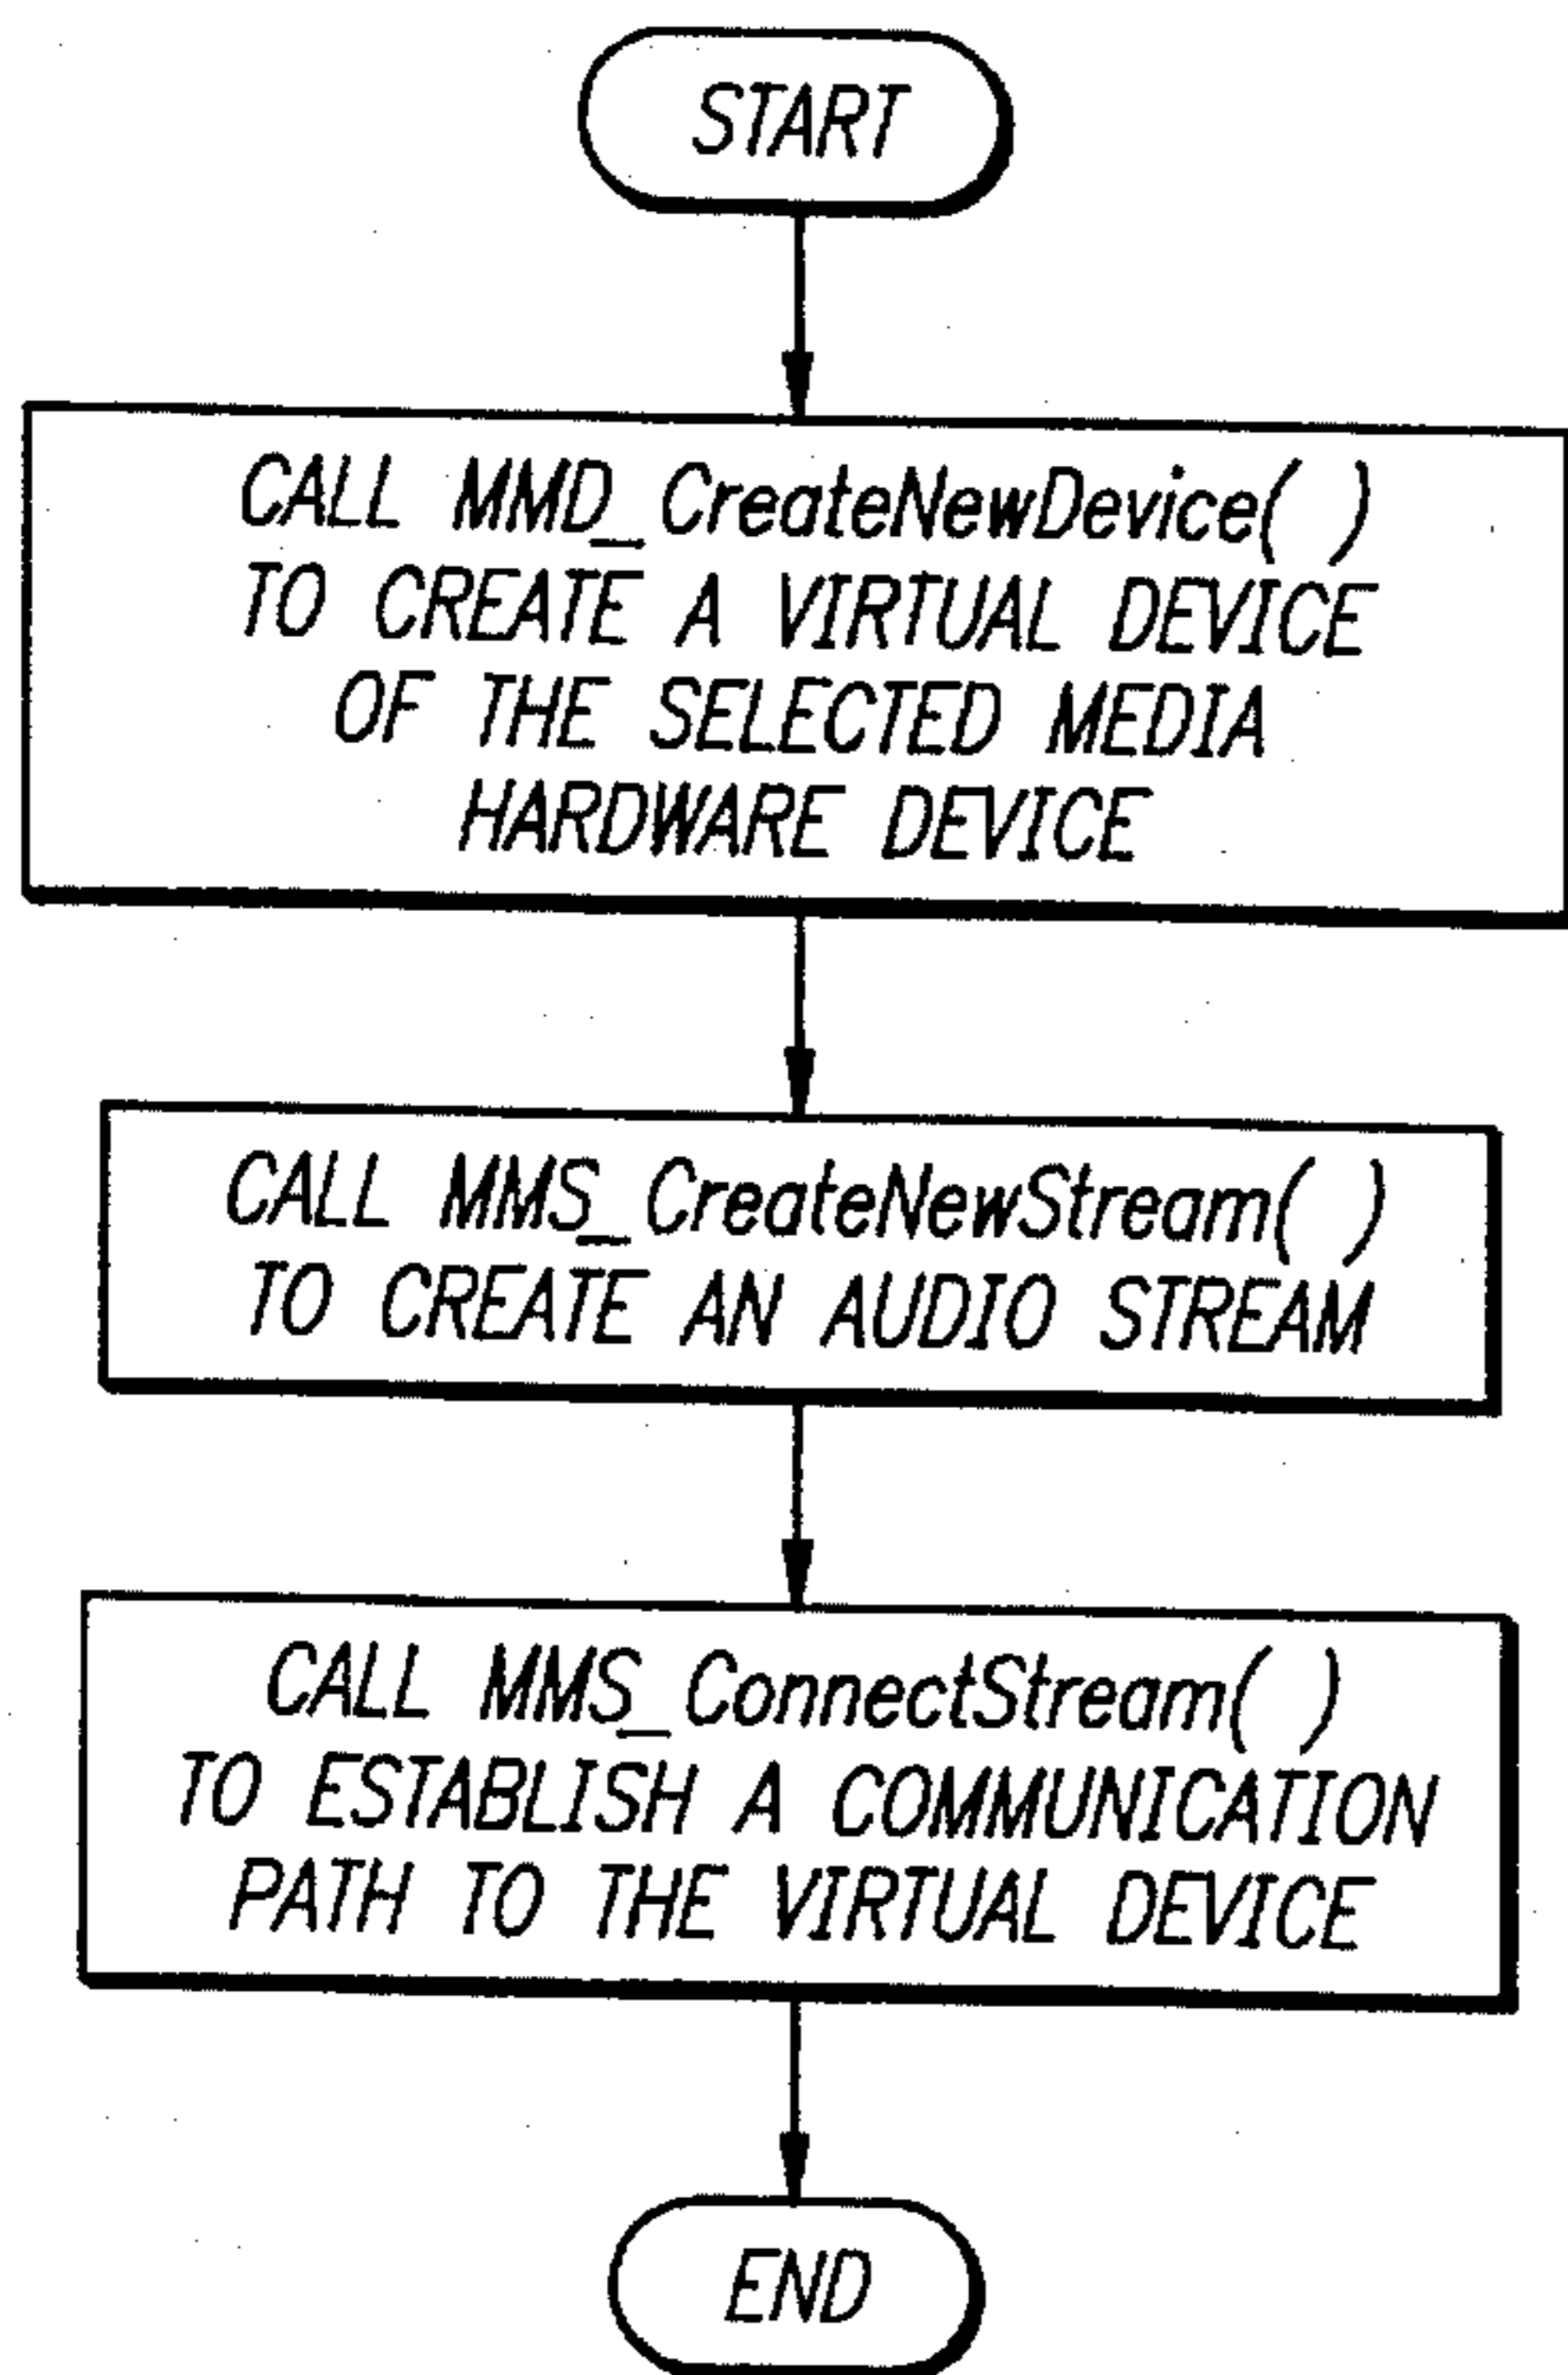 START
CALL MMD_CreateNewDevice( )
TO CREATE A VIRTUAL DEVICE
OF THE SELECTED MEDIA
HARDWARE DEVICE
CALL MMS_CreateNewStream( )
TO CREATE AN AUDIO STREAM
CALL MMS_ConnectStream( )
TO ESTABLISH A COMMUNICATION
PATH TO THE VIRTUAL DEVICE
END